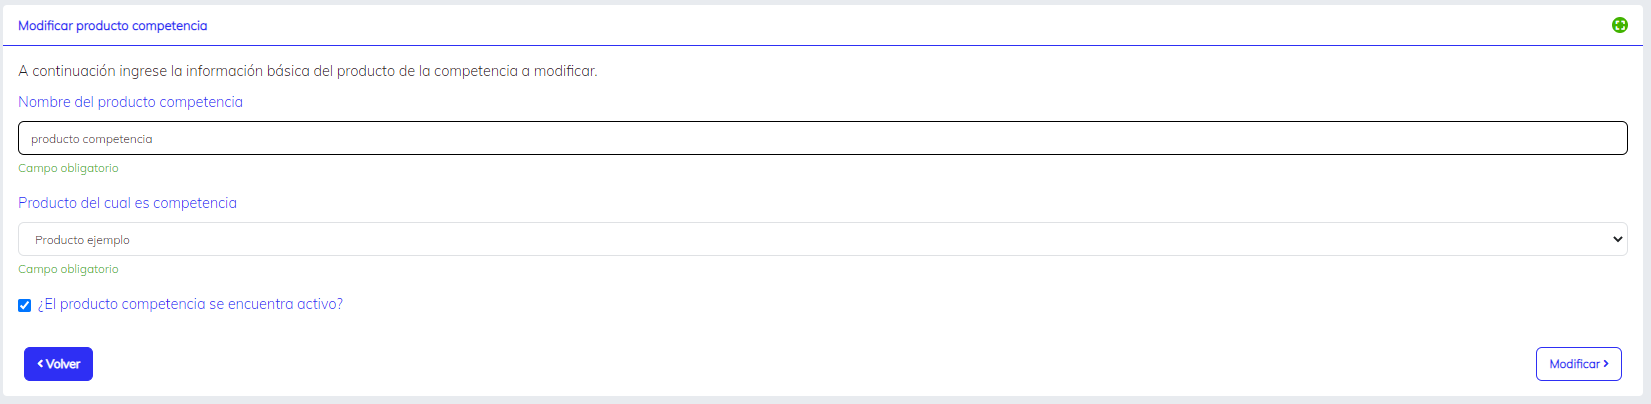 Modificar producto competencia
A continuación ingrese la información básica del producto de la competencia a modificar.
Nombre del producto competencia
producto competencia
Campo obligatorio
Producto del cual es competencia
Producto ejemplo
Campo obligatorio
¿El producto competencia se encuentra activo?
Volver
Modificar